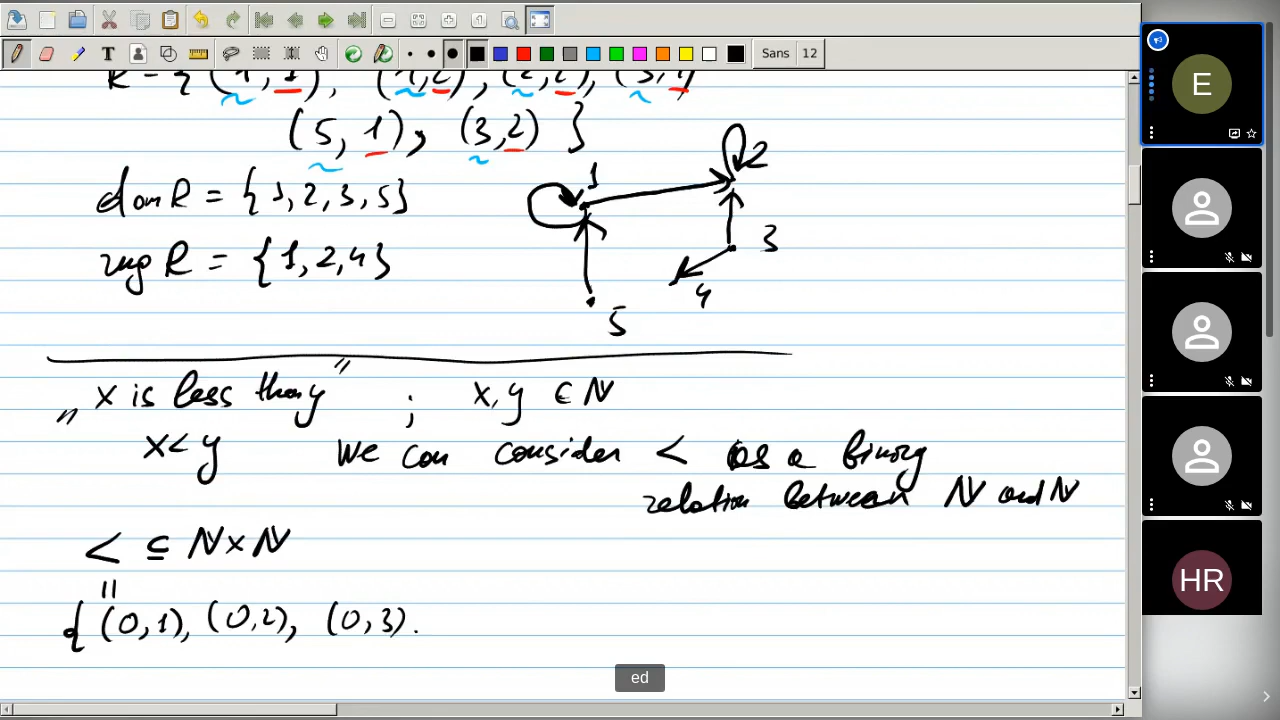 Sans 12
E
R = { (1,1), (1,2), (2,2), (3,4)
(5, 1), (3,2) }
dom R = {1, 2, 3, 5}
rng R = {1, 2, 4}
1
2
3
4
5
„ x is less than y " ; x, y ∈ N
x < y We can consider < as a binary
relation between N and N
< ⊆ N × N
=
{ (0,1), (0,2), (0,3).
HR
ed